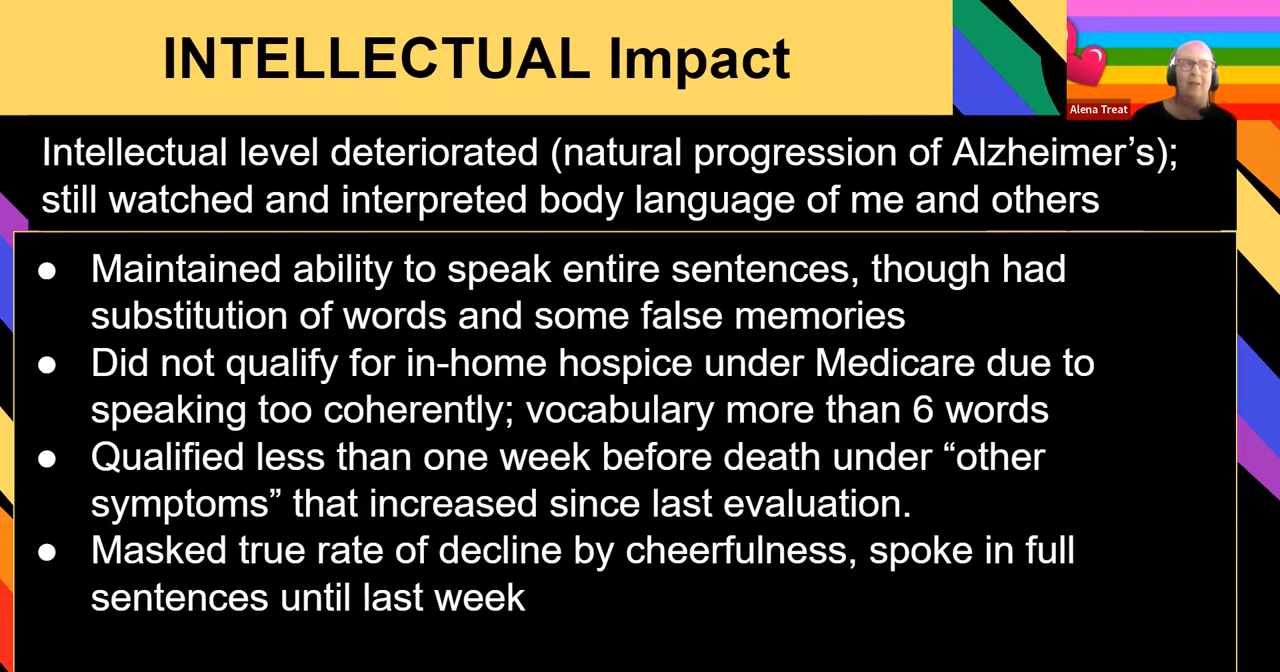 INTELLECTUAL Impact
Alena Treat
Intellectual level deteriorated (natural progression of Alzheimer’s);
still watched and interpreted body language of me and others
● Maintained ability to speak entire sentences, though had
substitution of words and some false memories
● Did not qualify for in-home hospice under Medicare due to
speaking too coherently; vocabulary more than 6 words
● Qualified less than one week before death under “other
symptoms” that increased since last evaluation.
● Masked true rate of decline by cheerfulness, spoke in full
sentences until last week